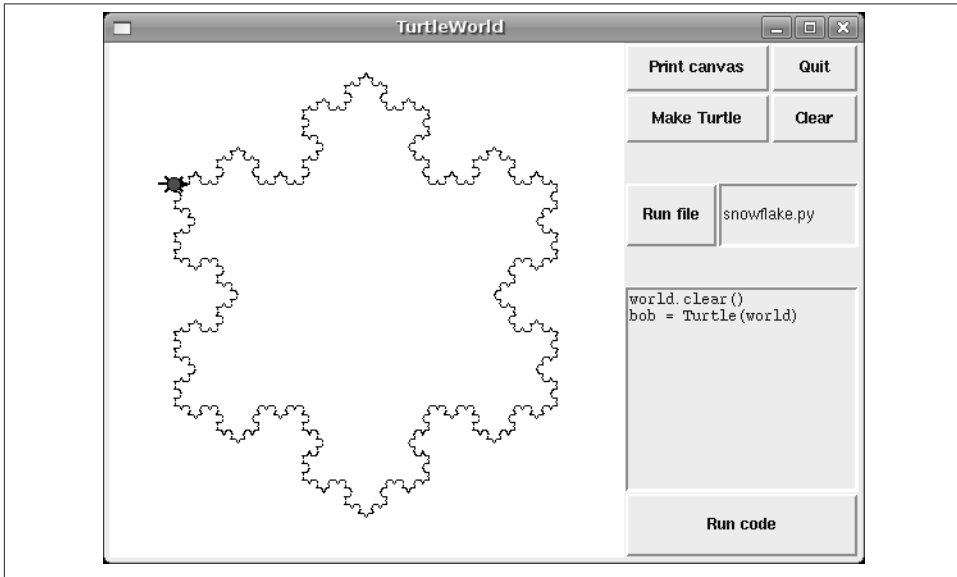 TurtleWorld
Print canvas
Quit
Make Turtle
Clear
Run file
snowflake.py
world.clear()
bob = Turtle(world)
Run code